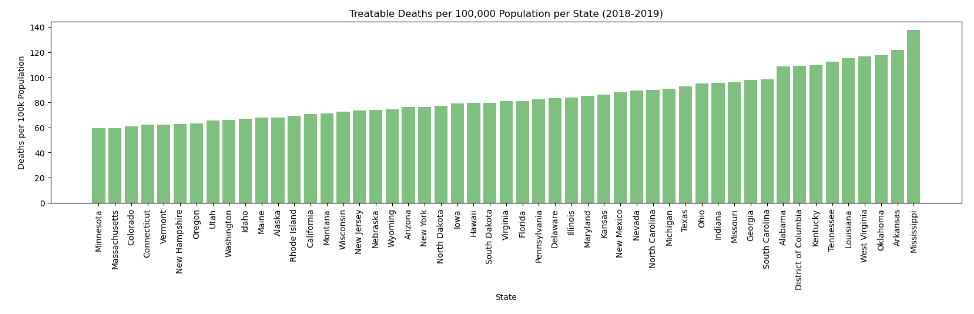 Treatable Deaths per 100,000 Population per State (2018-2019)
Deaths per 100k Population
140
120
100
80
60
40
20
0
Minnesota
Massachusetts
Colorado
Connecticut
Vermont
New Hampshire
Oregon
Utah
Washington
Idaho
Maine
Alaska
Rhode Island
California
Montana
Wisconsin
New Jersey
Nebraska
Wyoming
Arizona
New York
North Dakota
Iowa
Hawaii
South Dakota
Virginia
Florida
Pennsylvania
Delaware
Illinois
Maryland
Kansas
New Mexico
Nevada
North Carolina
Michigan
Texas
Ohio
Indiana
Missouri
Georgia
South Carolina
Alabama
District of Columbia
Kentucky
Tennessee
Louisiana
West Virginia
Oklahoma
Arkansas
Mississippi
State